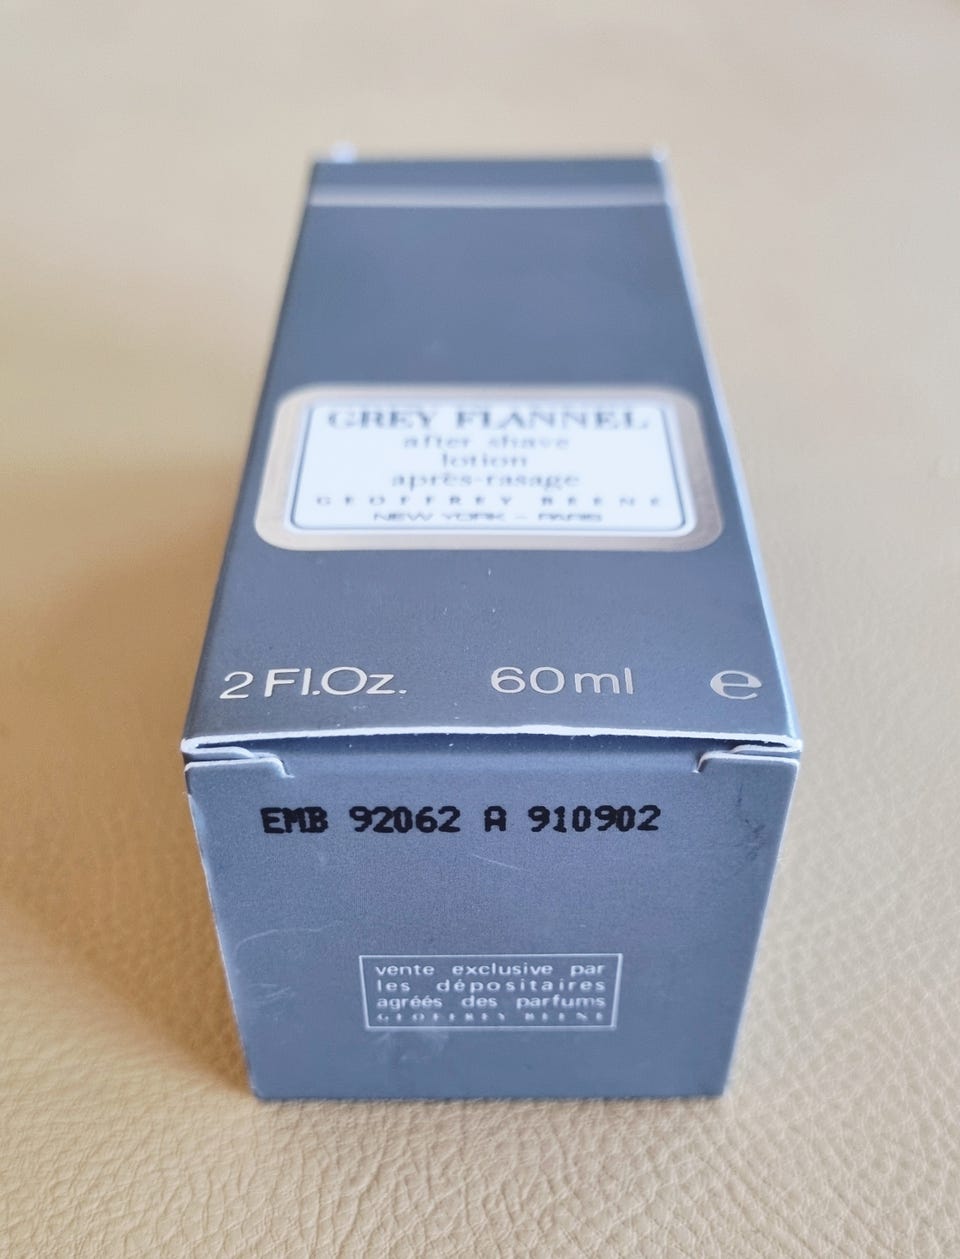 GREY FLANNEL
after shave
lotion
après-rasage
GEOFFREY BEENE
NEW YORK - PARIS
2 Fl.Oz. 60ml e
EMB 92062 A 910902
vente exclusive par
les dépositaires
agréés des parfums
GEOFFREY BEENE